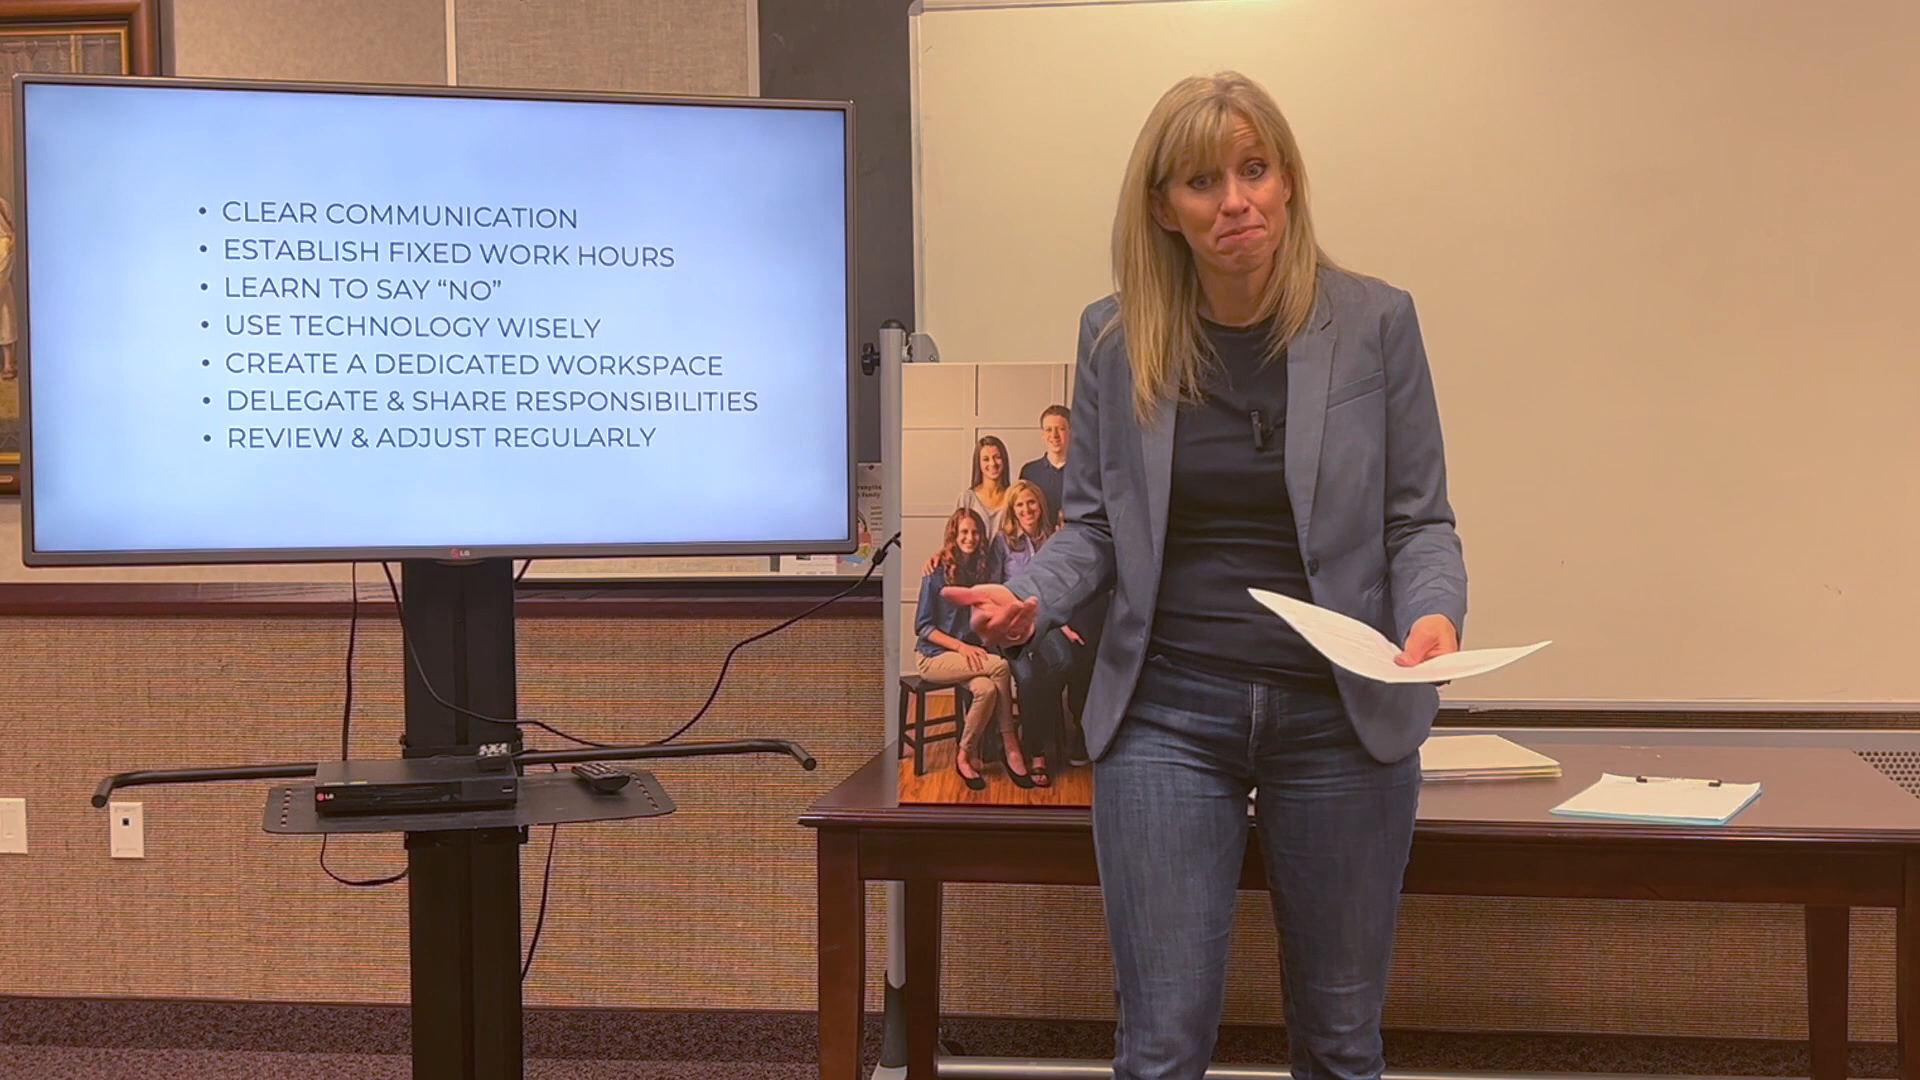 • CLEAR COMMUNICATION
• ESTABLISH FIXED WORK HOURS
• LEARN TO SAY “NO”
• USE TECHNOLOGY WISELY
• CREATE A DEDICATED WORKSPACE
• DELEGATE & SHARE RESPONSIBILITIES
• REVIEW & ADJUST REGULARLY
LG
LG